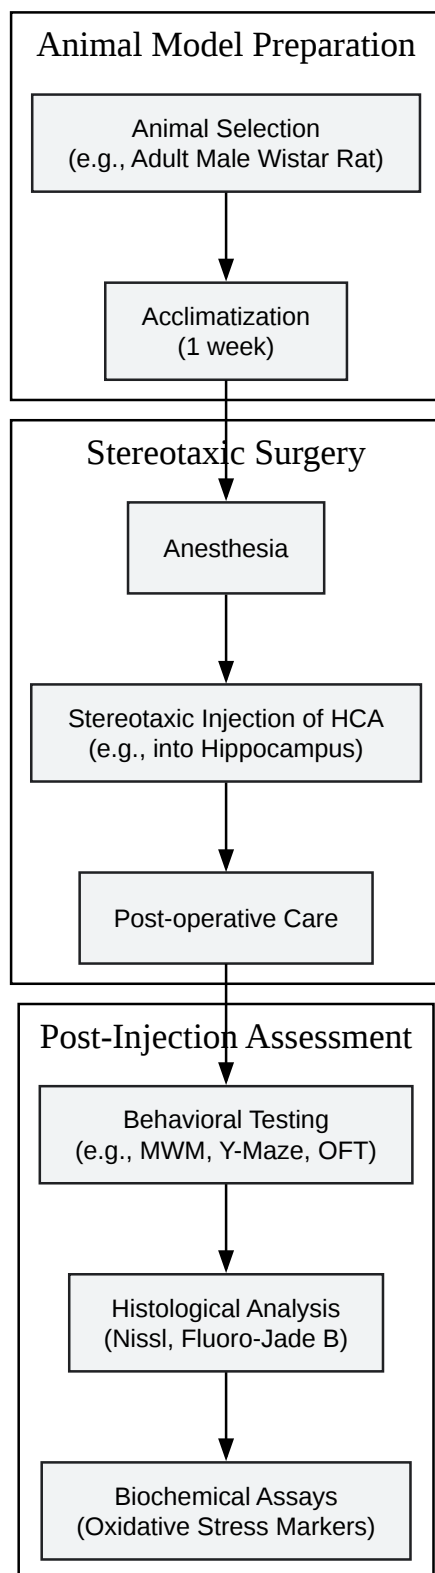 Animal Model Preparation
Animal Selection
(e.g., Adult Male Wistar Rat)
Acclimatization
(1 week)
Stereotaxic Surgery
Anesthesia
Stereotaxic Injection of HCA
(e.g., into Hippocampus)
Post-operative Care
Post-Injection Assessment
Behavioral Testing
(e.g., MWM, Y-Maze, OFT)
Histological Analysis
(Nissl, Fluoro-Jade B)
Biochemical Assays
(Oxidative Stress Markers)